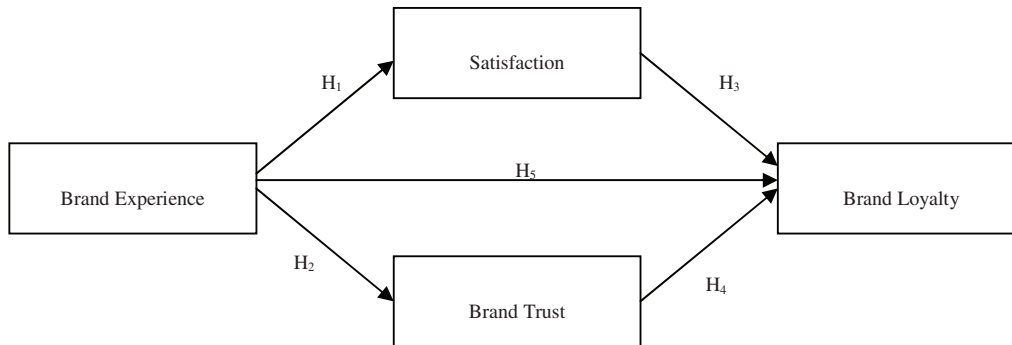 Satisfaction
H₁
H₃
Brand Experience
H₅
Brand Loyalty
H₂
H₄
Brand Trust